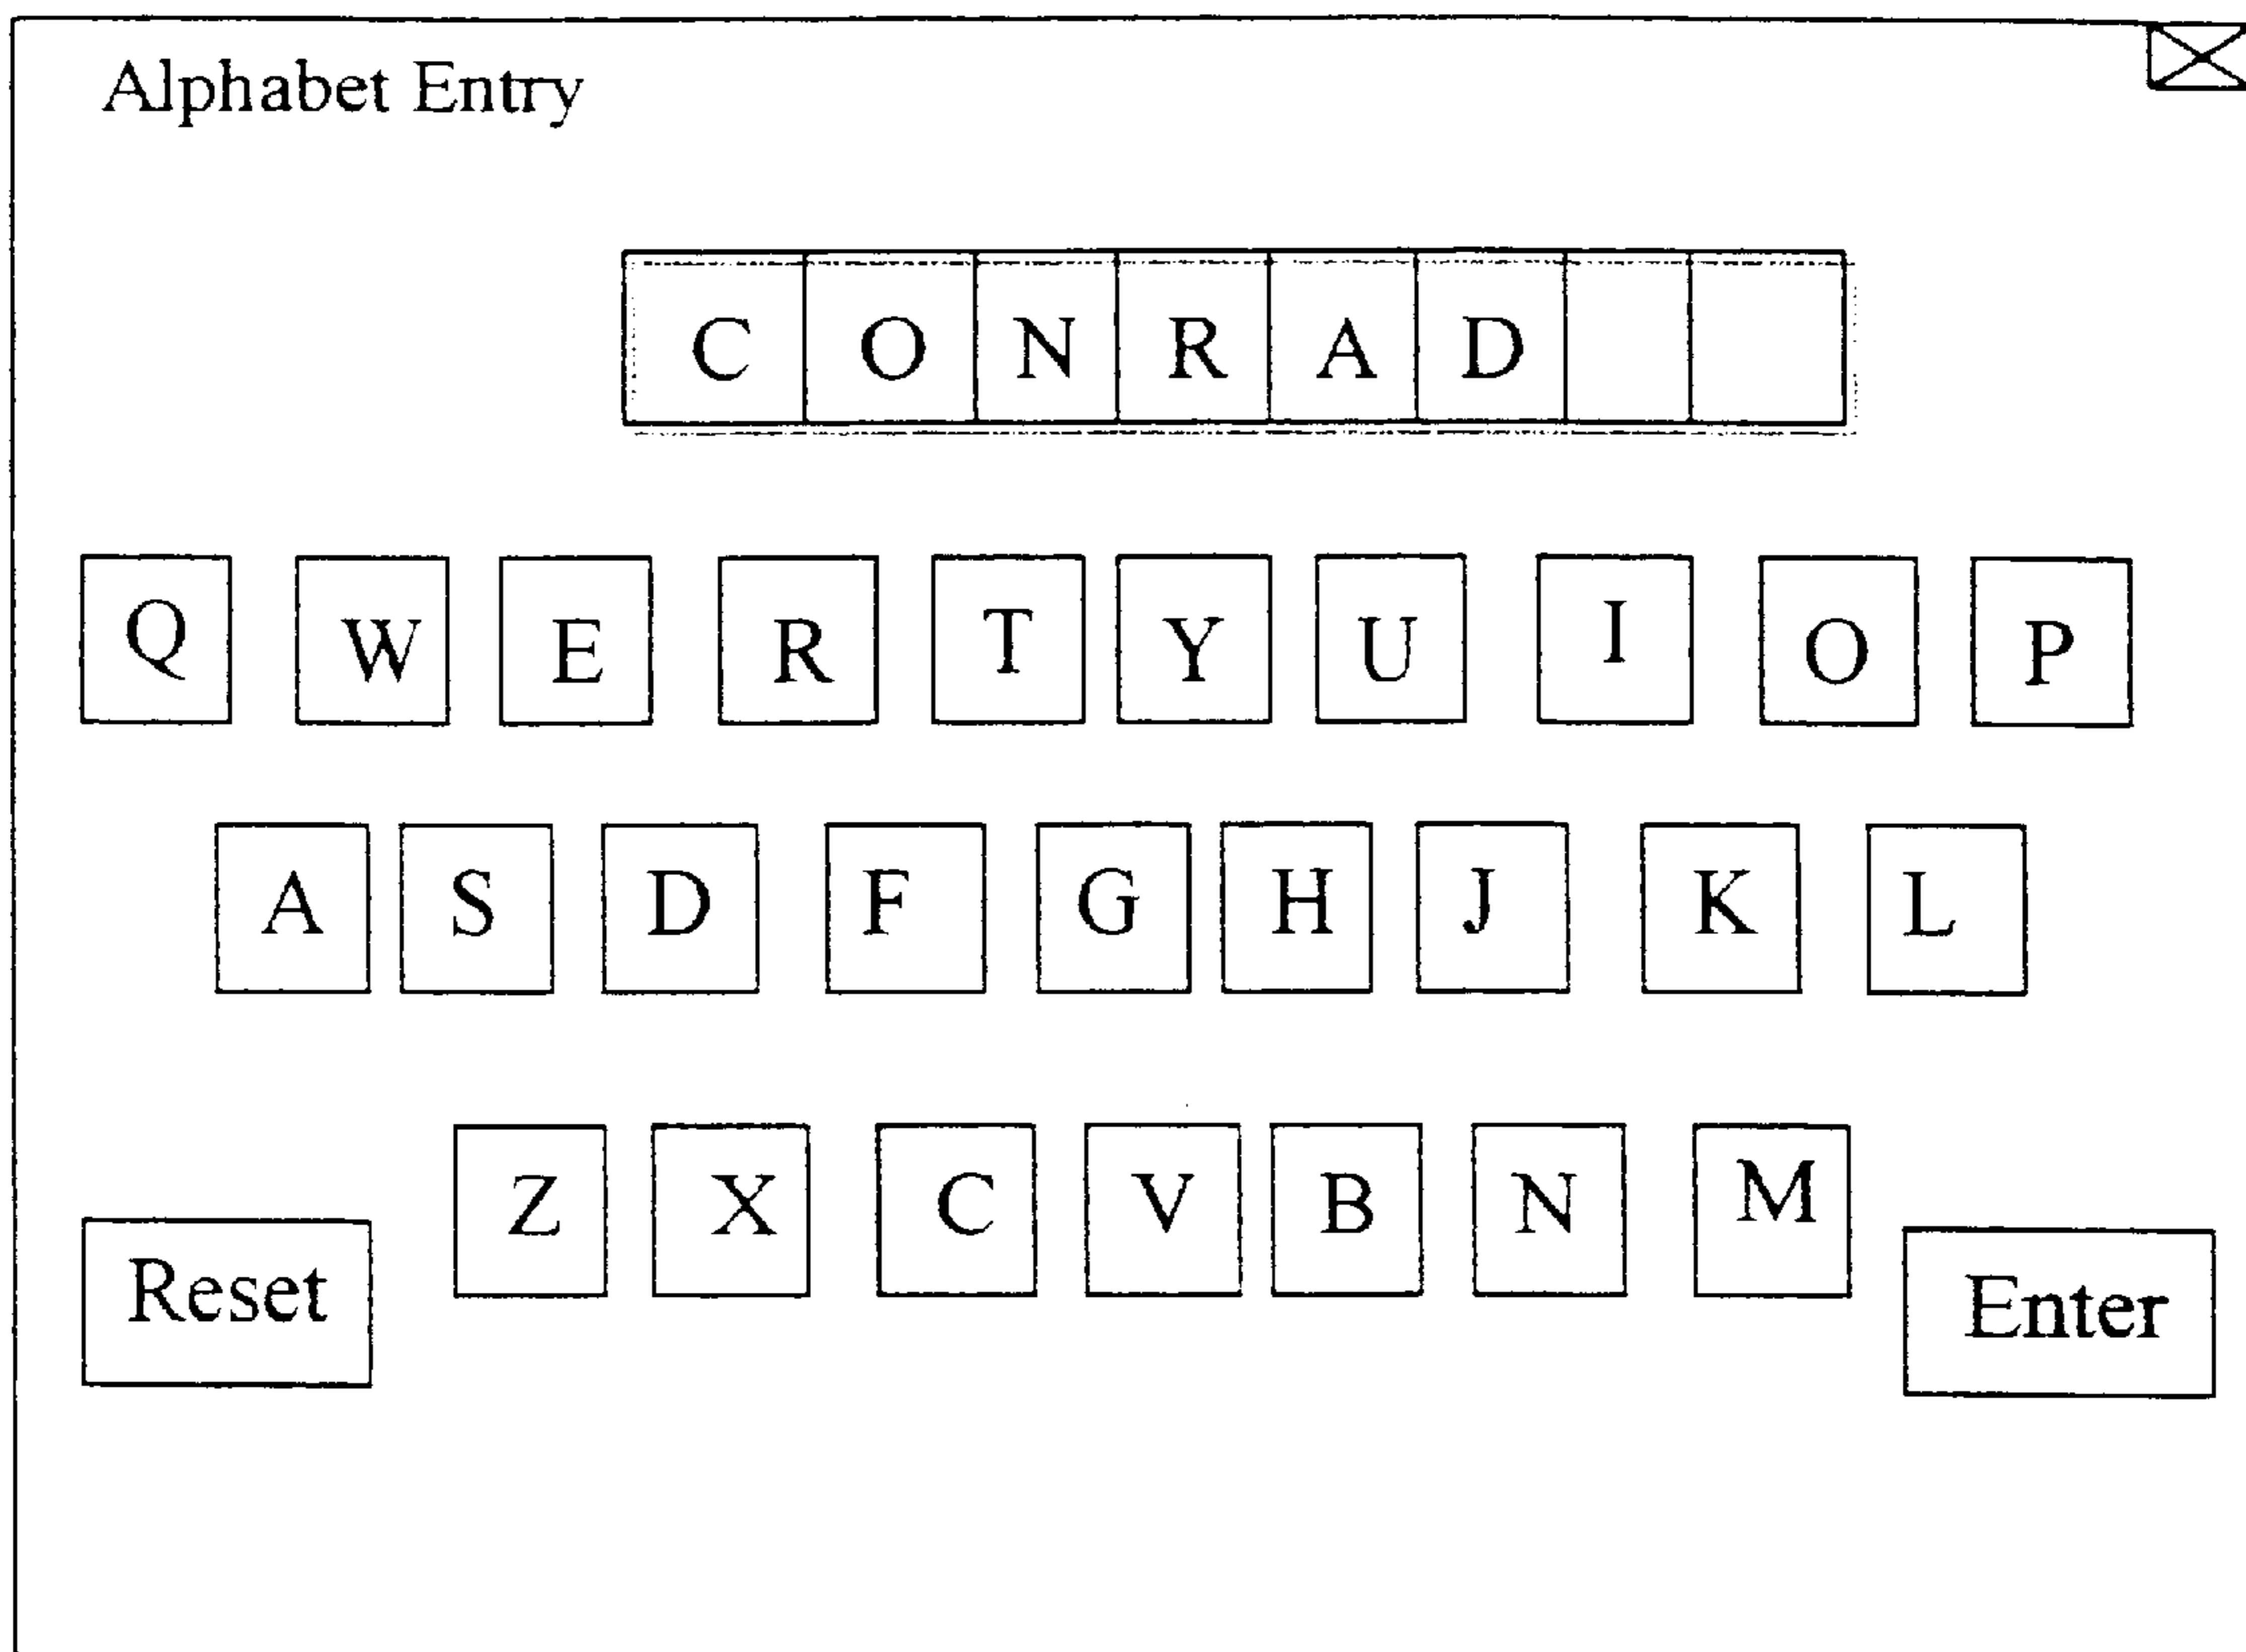 Alphabet Entry
C O N R A D
Q W E R T Y U I O P
A S D F G H J K L
Z X C V B N M
Reset Enter